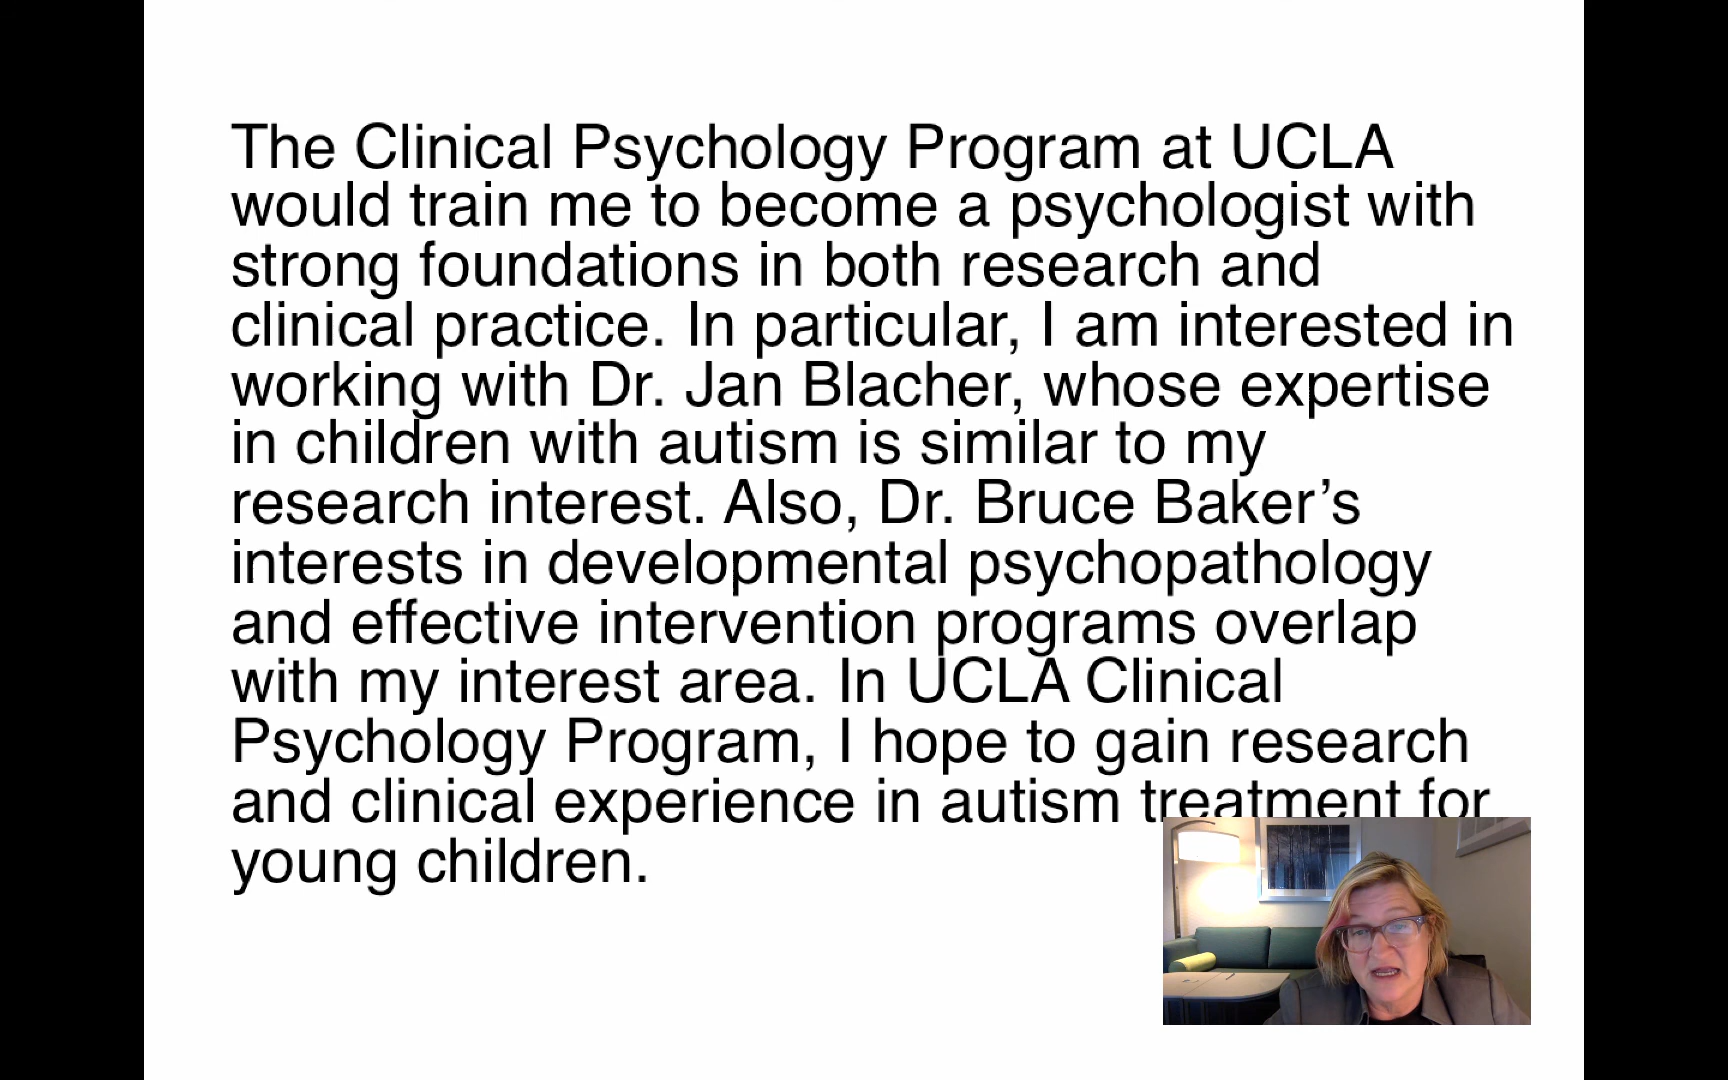 The Clinical Psychology Program at UCLA
would train me to become a psychologist with
strong foundations in both research and
clinical practice. In particular, I am interested in
working with Dr. Jan Blacher, whose expertise
in children with autism is similar to my
research interest. Also, Dr. Bruce Baker’s
interests in developmental psychopathology
and effective intervention programs overlap
with my interest area. In UCLA Clinical
Psychology Program, I hope to gain research
and clinical experience in autism treatment for
young children.